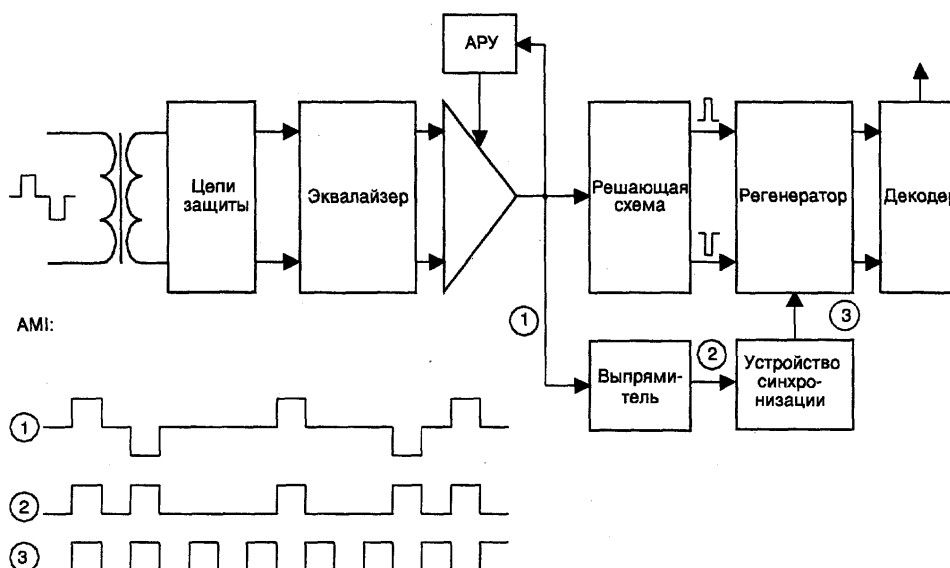 АРУ
Цепи
защиты
Эквалайзер
Решающая
схема
Регенератор
Декодер
AMI:
1
2
3
Выпрями-
тель
Устройство
синхро-
низации
1
2
3